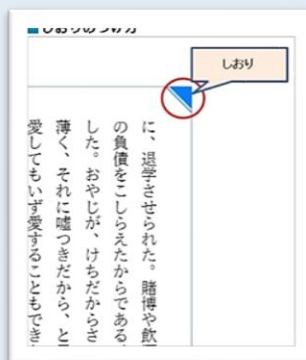 しおりのつけ方
しおり
に、退学させられた。賭博や飲
の負債をこしらえたからである
した。おやじが、けちだからさ
薄く、それに嘘つきだから、と
愛してもいず愛することもでき